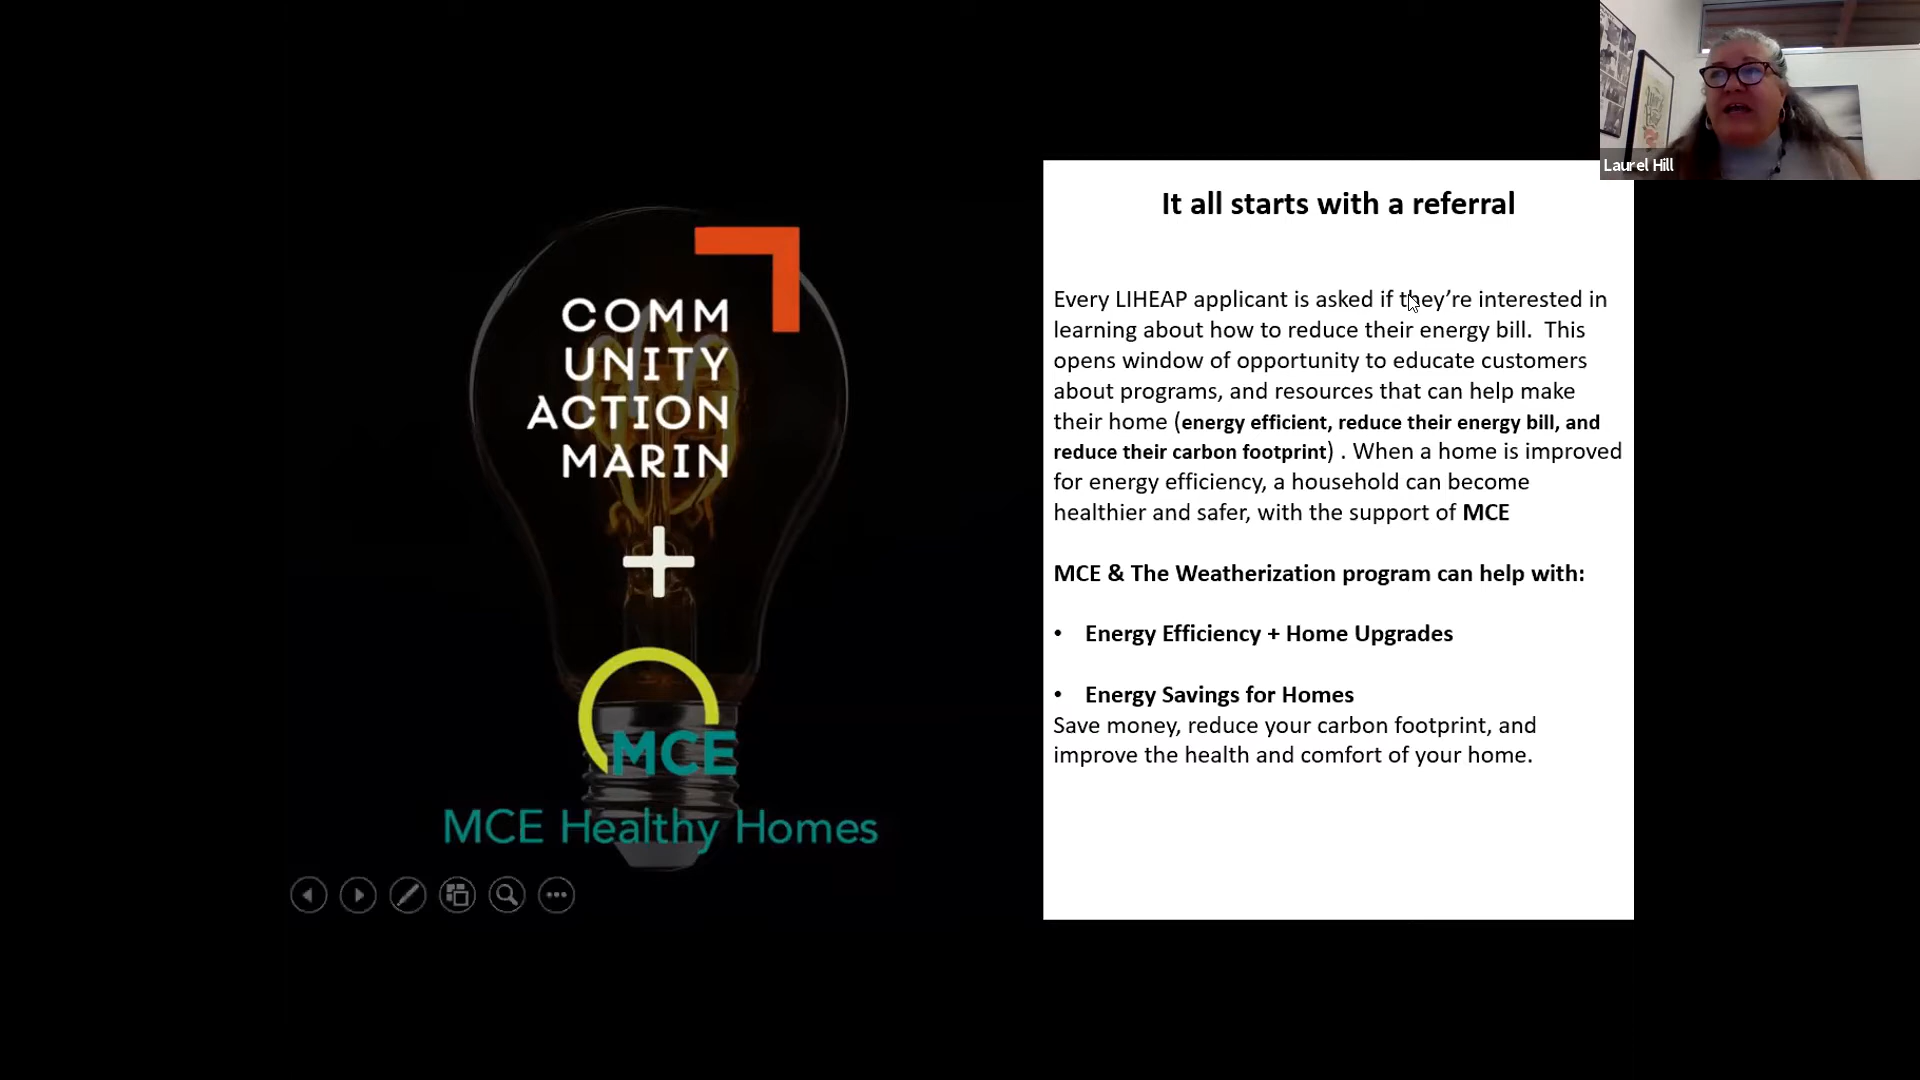 COMM
UNITY
ACTION
MARIN
+
MCE
MCE Healthy Homes
Laurel Hill
It all starts with a referral
Every LIHEAP applicant is asked if they’re interested in
learning about how to reduce their energy bill.  This
opens window of opportunity to educate customers
about programs, and resources that can help make
their home (energy efficient, reduce their energy bill, and
reduce their carbon footprint) . When a home is improved
for energy efficiency, a household can become
healthier and safer, with the support of MCE
MCE & The Weatherization program can help with:
• Energy Efficiency + Home Upgrades
• Energy Savings for Homes
Save money, reduce your carbon footprint, and
improve the health and comfort of your home.